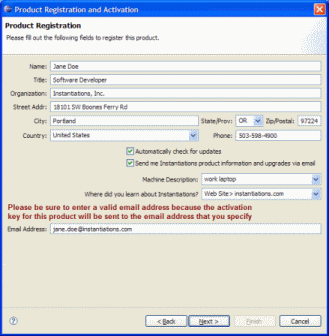 Product Registration and Activation
Product Registration
Please fill out the following fields to register this product.
Name: Jane Doe
Title: Software Developer
Organization: Instantiations, Inc.
Street Addr: 18101 SW Boones Ferry Rd
City: Portland State/Prov: OR Zip/Postal: 97224
Country: United States Phone: 503-598-4900
Automatically check for updates
Send me Instantiations product information and upgrades via email
Machine Description: work laptop
Where did you learn about Instantiations? Web Site > instantiations.com
Please be sure to enter a valid email address because the activation
key for this product will be sent to the email address that you specify
Email Address: jane.doe@instantiations.com
< Back Next > Finish Cancel